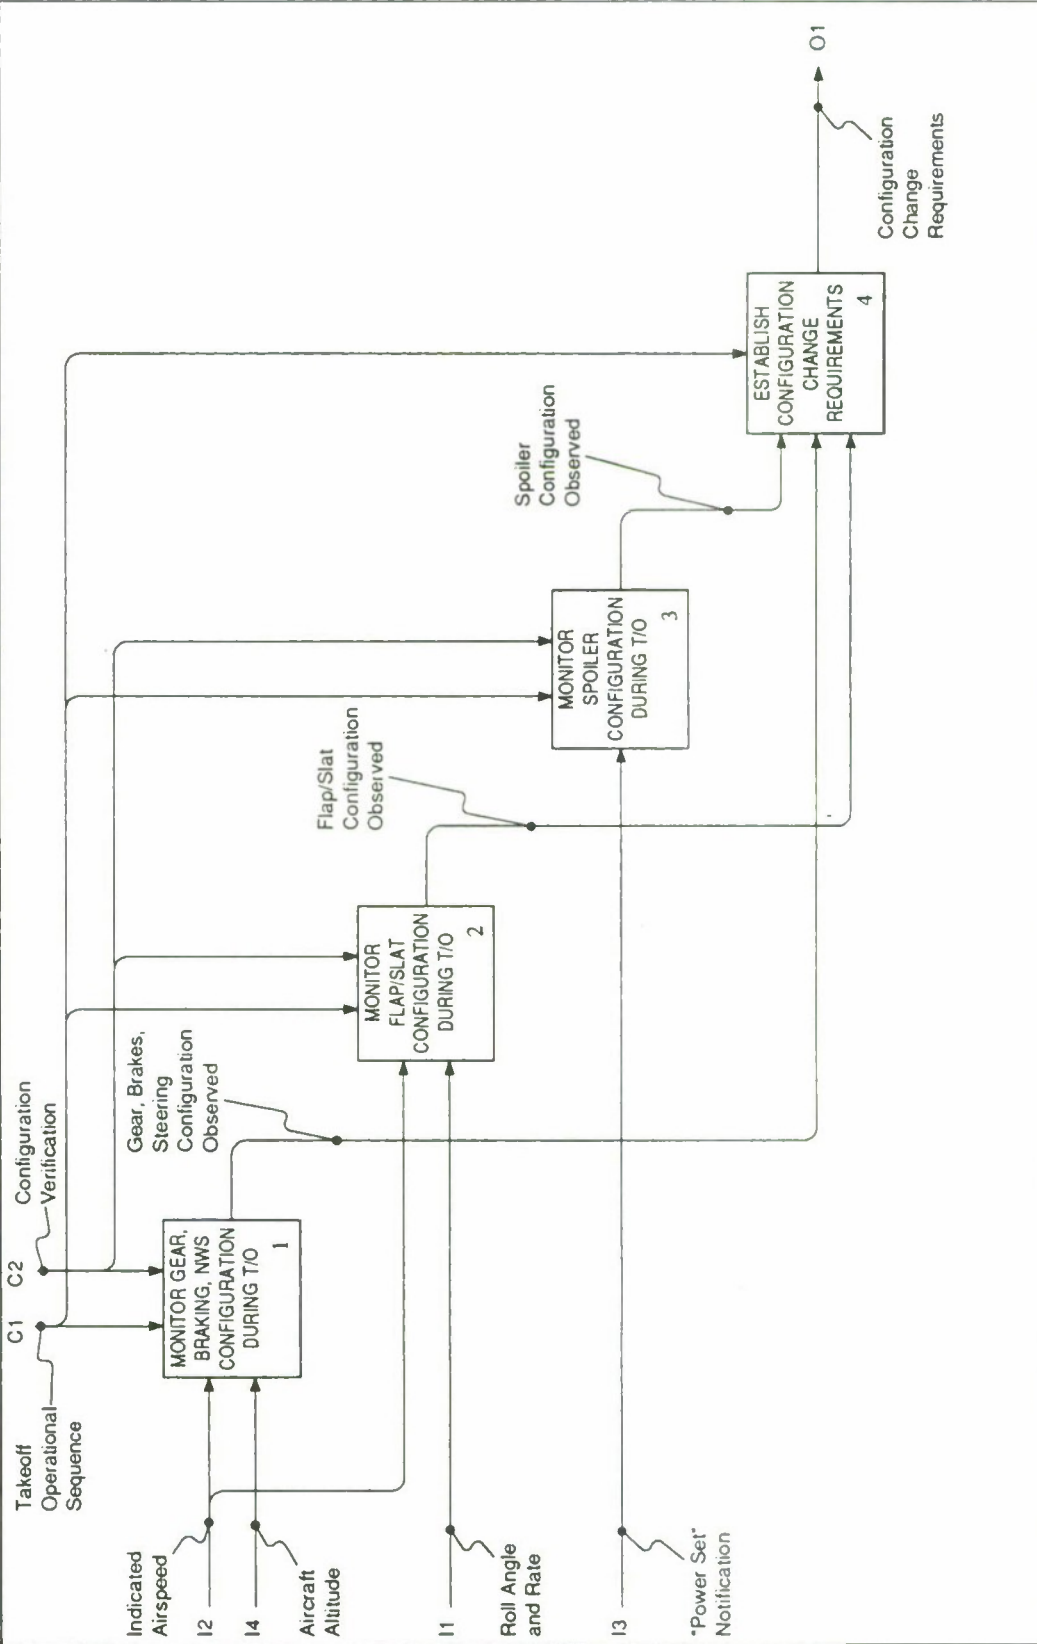 C1
C2
Takeoff
Operational
Sequence
Configuration
Verification
Indicated
Airspeed
I2
I4
Aircraft
Altitude
MONITOR GEAR,
BRAKING, NWS
CONFIGURATION
DURING T/O
1
Gear, Brakes,
Steering
Configuration
Observed
I1
Roll Angle
and Rate
MONITOR
FLAP/SLAT
CONFIGURATION
DURING T/O
2
Flap/Slat
Configuration
Observed
I3
"Power Set"
Notification
MONITOR
SPOILER
CONFIGURATION
DURING T/O
3
Spoiler
Configuration
Observed
ESTABLISH
CONFIGURATION
CHANGE
REQUIREMENTS
4
O1
Configuration
Change
Requirements